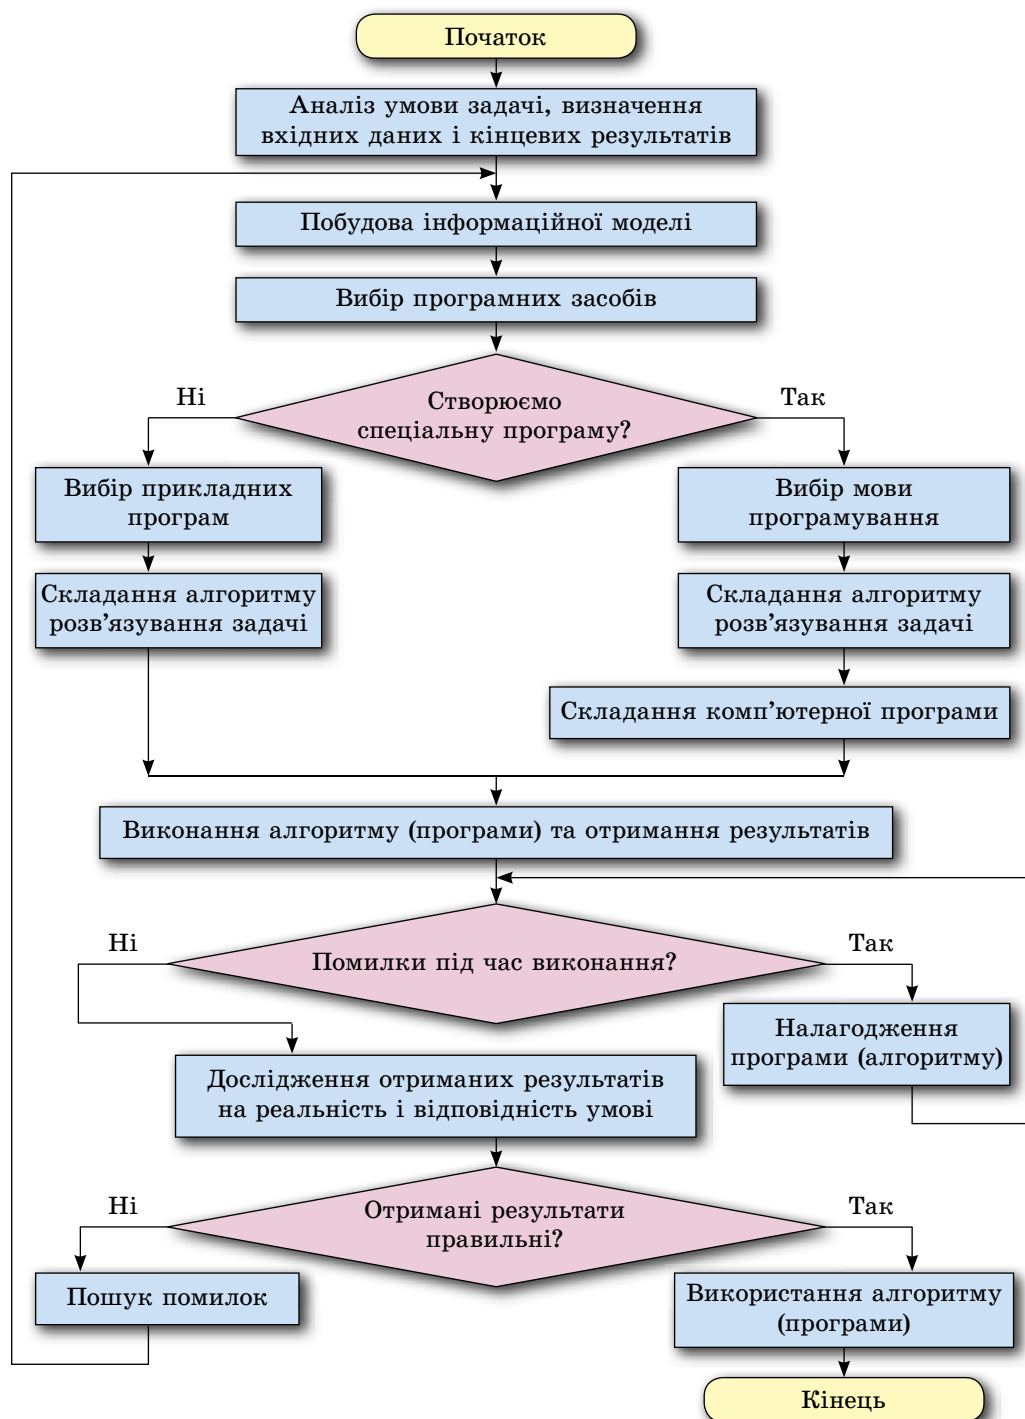 Початок
Аналіз умови задачі, визначення
вхідних даних і кінцевих результатів
Побудова інформаційної моделі
Вибір програмних засобів
Ні
Так
Створюємо
спеціальну програму?
Вибір прикладних
програм
Вибір мови
програмування
Складання алгоритму
розв’язування задачі
Складання алгоритму
розв’язування задачі
Складання комп’ютерної програми
Виконання алгоритму (програми) та отримання результатів
Ні
Так
Помилки під час виконання?
Налагодження
програми (алгоритму)
Дослідження отриманих результатів
на реальність і відповідність умові
Ні
Так
Отримані результати
правильні?
Пошук помилок
Використання алгоритму
(програми)
Кінець